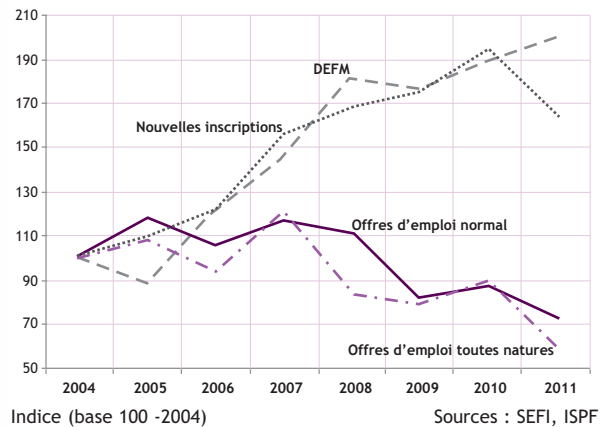 210
190
170
150
130
110
90
70
50
DEFM
Nouvelles inscriptions
Offres d’emploi normal
Offres d’emploi toutes natures
2004 2005 2006 2007 2008 2009 2010 2011
Indice (base 100 -2004) Sources : SEFI, ISPF